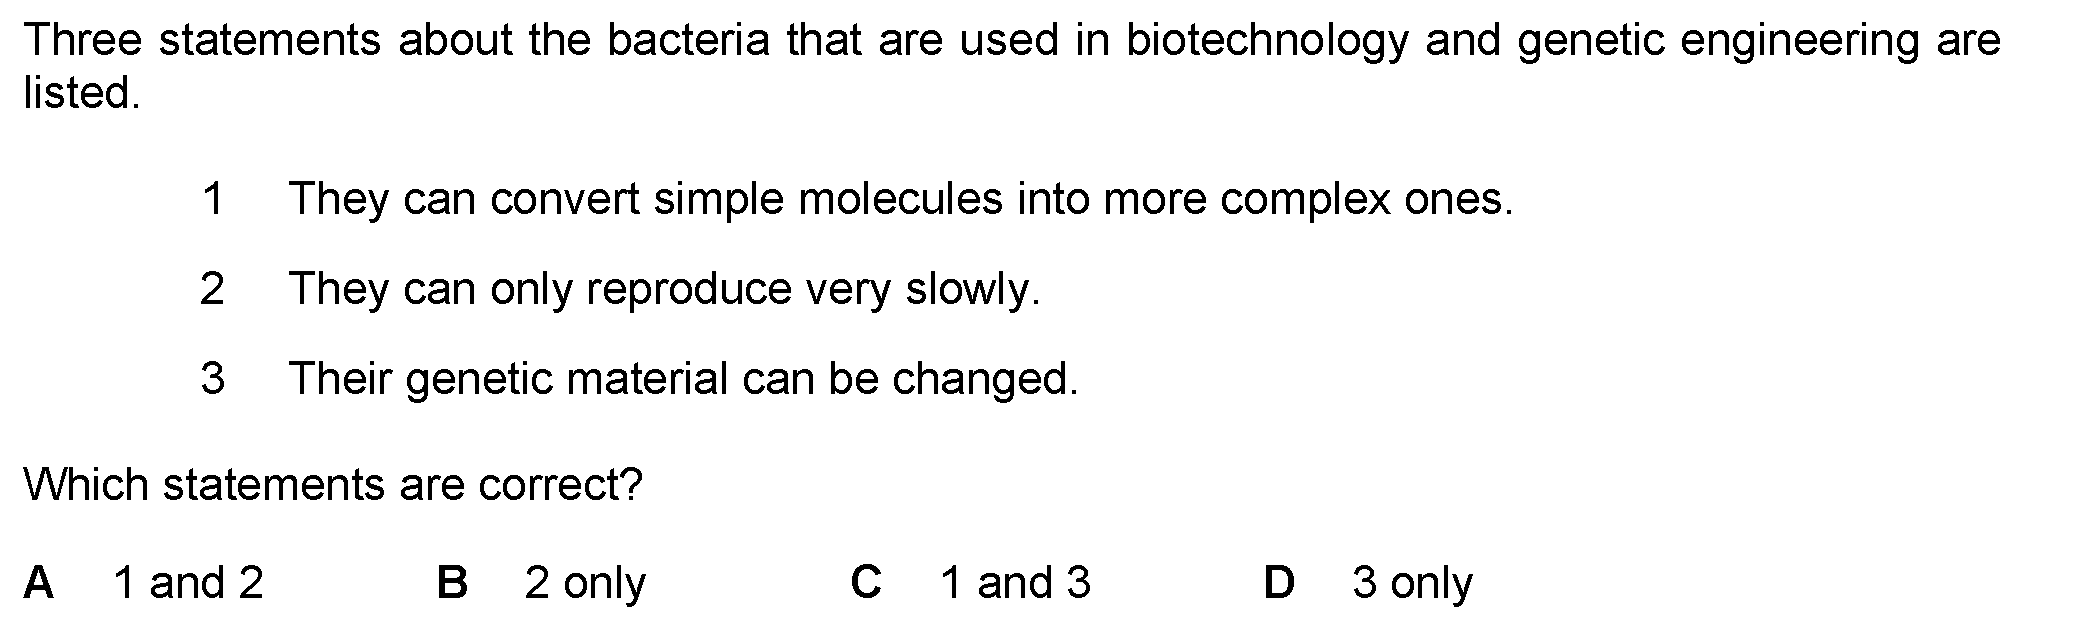 Three statements about the bacteria that are used in biotechnology and genetic engineering are
listed.
1 They can convert simple molecules into more complex ones.
2 They can only reproduce very slowly.
3 Their genetic material can be changed.
Which statements are correct?
A 1 and 2 B 2 only C 1 and 3 D 3 only